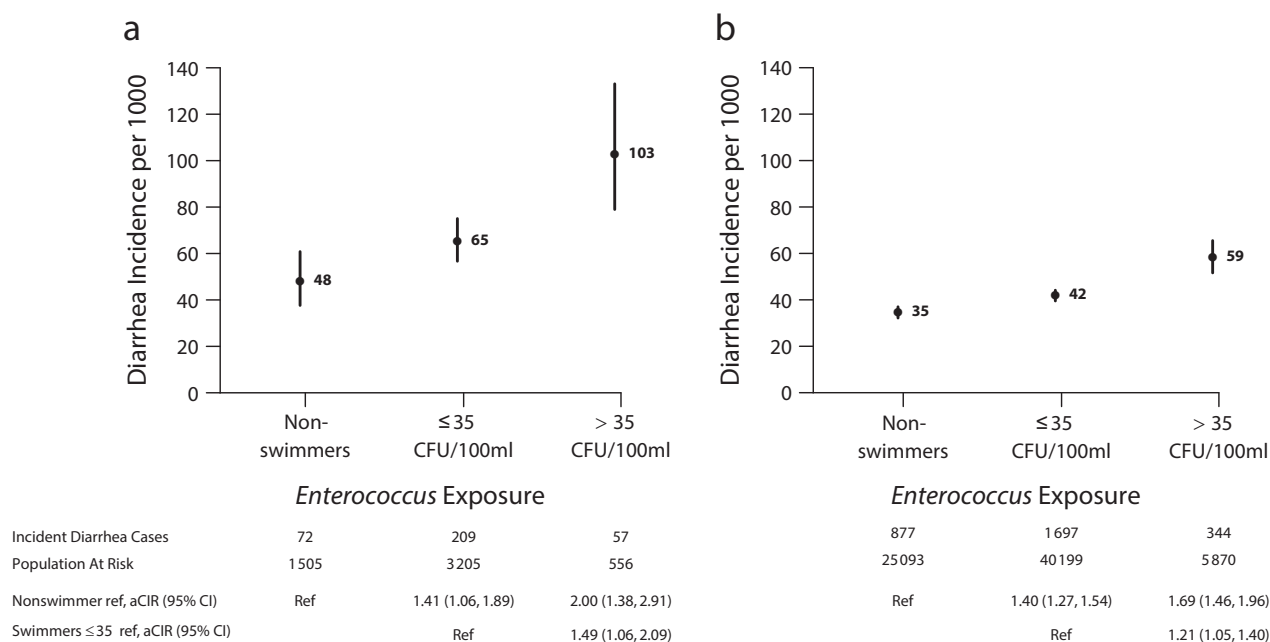 a
Diarrhea Incidence per 1000
140
120
100
80
60
40
20
0
48
65
103
Non-
swimmers
≤35
CFU/100ml
> 35
CFU/100ml
Enterococcus Exposure
b
Diarrhea Incidence per 1000
140
120
100
80
60
40
20
0
35
42
59
Non-
swimmers
≤35
CFU/100ml
> 35
CFU/100ml
Enterococcus Exposure
Incident Diarrhea Cases 72 209 57 877 1697 344
Population At Risk 1505 3205 556 25093 40199 5870
Nonswimmer ref, aCIR (95% CI) Ref 1.41 (1.06, 1.89) 2.00 (1.38, 2.91) Ref 1.40 (1.27, 1.54) 1.69 (1.46, 1.96)
Swimmers ≤35 ref, aCIR (95% CI) Ref 1.49 (1.06, 2.09) Ref 1.21 (1.05, 1.40)